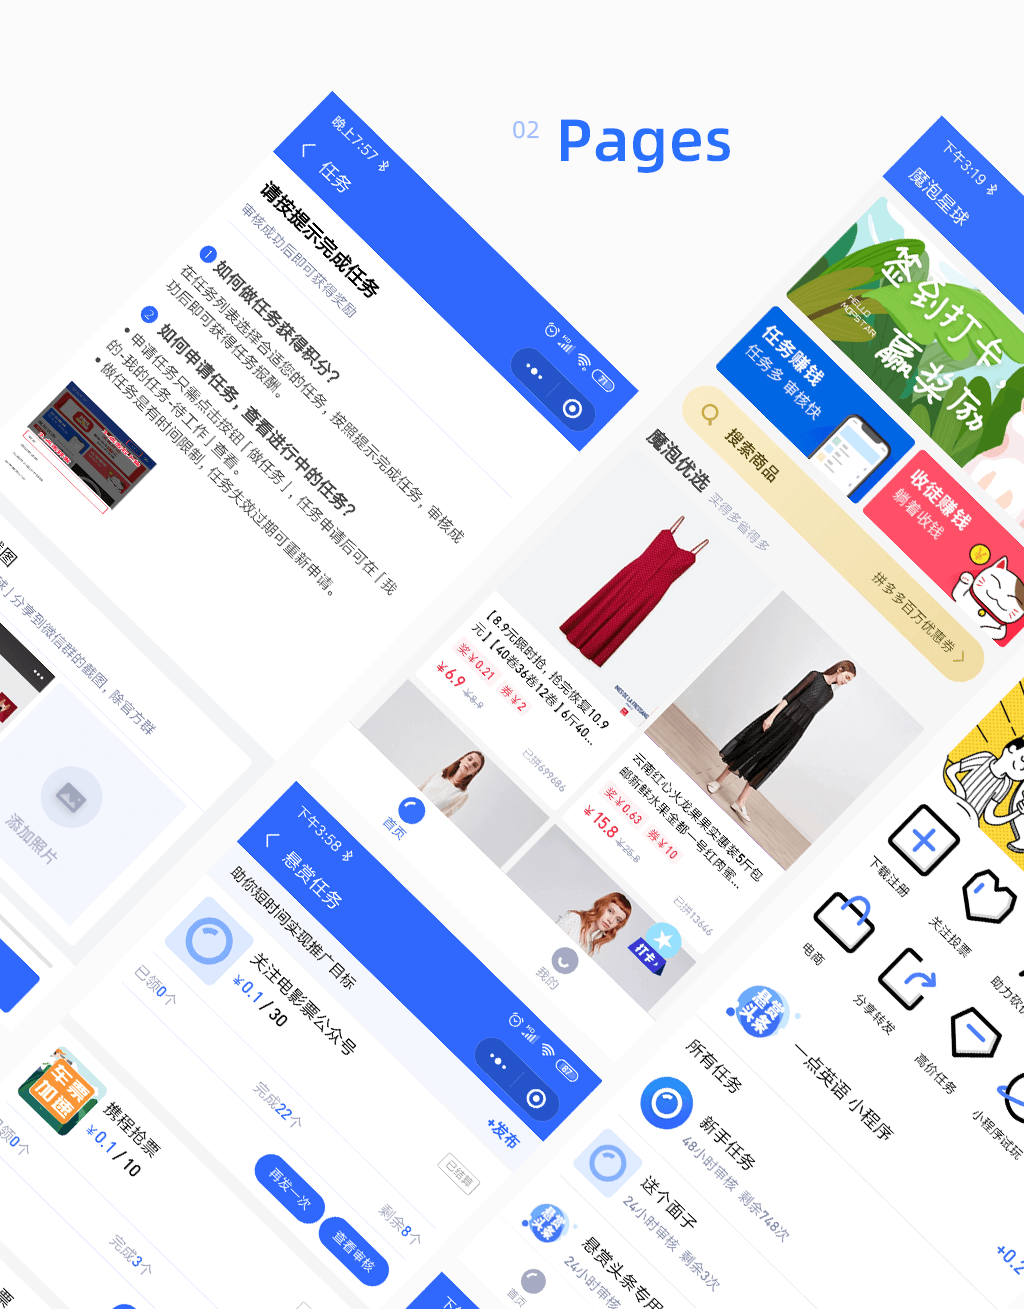 02 Pages
晚上7:57
任务
请按提示完成任务
审核成功后即可获得奖励
1 如何做任务获得积分?
在任务列表选择合适您的任务，按照提示完成任务，审核成
功后即可获得任务报酬。
2 如何申请任务，查看进行中的任务?
申请任务只需点击按钮「做任务」，任务申请后可在「我
的-我的任务-待工作」查看。
做任务是有时间限制，任务失效过期可重新申请。
HD
71
截图
球」分享到微信群的截图，除官方群
添加照片
下午3:19
魔泡星球
签到打卡
赢奖励
HELLO
MOPSTAR
任务赚钱
任务多 审核快
收徒赚钱
躺着收钱
搜索商品
拼多多百万优惠券
魔泡优选
买得多省得多
【8.9元限时抢，抢完恢复10.9
元】【40卷36卷12卷】6斤40...
6.9
8.9
已拼699686
云南红心火龙果果实惠装5斤包
邮新鲜水果金都一号红肉蜜...
15.8
25.8
已拼13646
首页
打卡
我的
下午3:58
悬赏任务
HD
67
助你短时间实现推广目标
+发布
关注电影票公众号
0.1 / 30
已结算
已领0个
完成22个
剩余8个
再发一次
查看审核
车票
加速
携程抢票
0.1 / 10
领0个
完成3个
下载注册
关注投票
电商
分享转发
高价任务
小程序试玩
悬赏
头条
一点英语 小程序
所有任务
新手任务
48小时审核 剩余748次
送个面子
24小时审核 剩余3次
悬赏
头条
悬赏头条专用
24小时审核
+0.2
首页